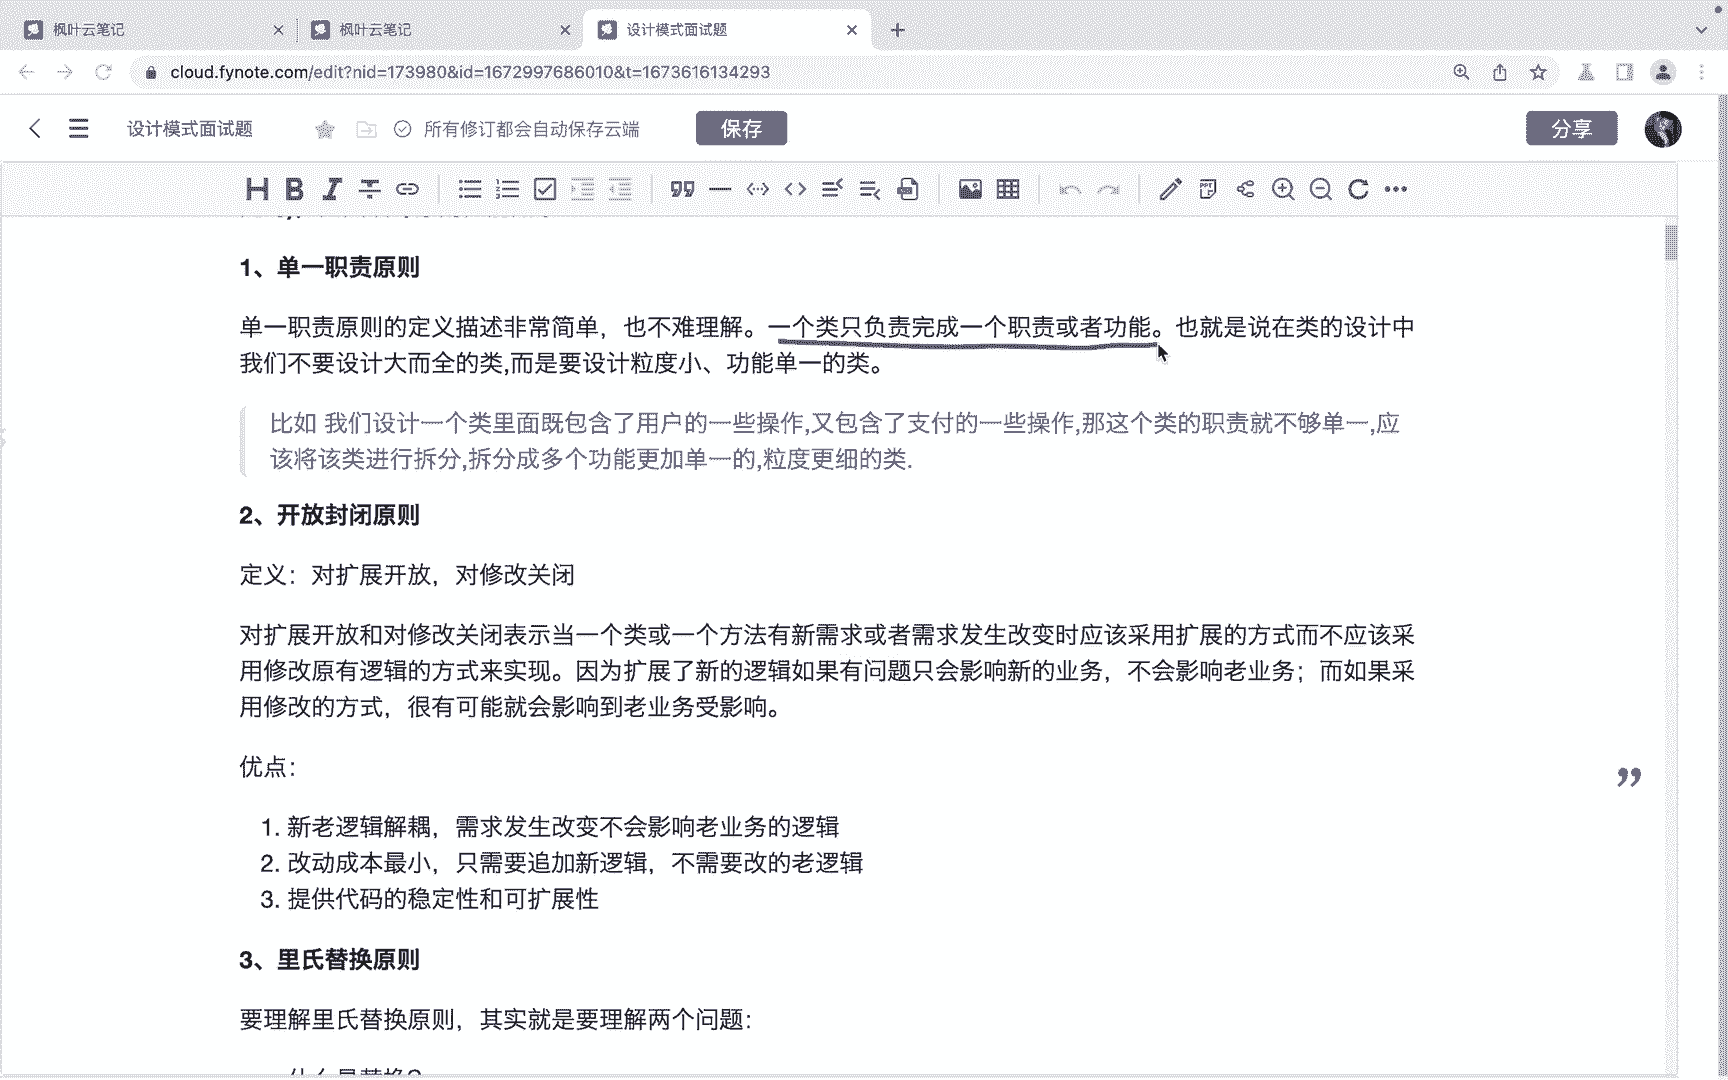 枫叶云笔记
枫叶云笔记
设计模式面试题
cloud.fynote.com/edit?nid=173980&id=1672997686010&t=1673616134293
设计模式面试题
所有修订都会自动保存云端
保存
分享
1、单一职责原则
单一职责原则的定义描述非常简单，也不难理解。一个类只负责完成一个职责或者功能。也就是说在类的设计中
我们不要设计大而全的类,而是要设计粒度小、功能单一的类。
比如 我们设计一个类里面既包含了用户的一些操作,又包含了支付的一些操作,那这个类的职责就不够单一,应
该将该类进行拆分,拆分成多个功能更加单一的,粒度更细的类.
2、开放封闭原则
定义：对扩展开放，对修改关闭
对扩展开放和对修改关闭表示当一个类或一个方法有新需求或者需求发生改变时应该采用扩展的方式而不应该采
用修改原有逻辑的方式来实现。因为扩展了新的逻辑如果有问题只会影响新的业务，不会影响老业务；而如果采
用修改的方式，很有可能就会影响到老业务受影响。
优点：
1. 新老逻辑解耦，需求发生改变不会影响老业务的逻辑
2. 改动成本最小，只需要追加新逻辑，不需要改的老逻辑
3. 提供代码的稳定性和可扩展性
3、里氏替换原则
要理解里氏替换原则，其实就是要理解两个问题：
什么是替换?